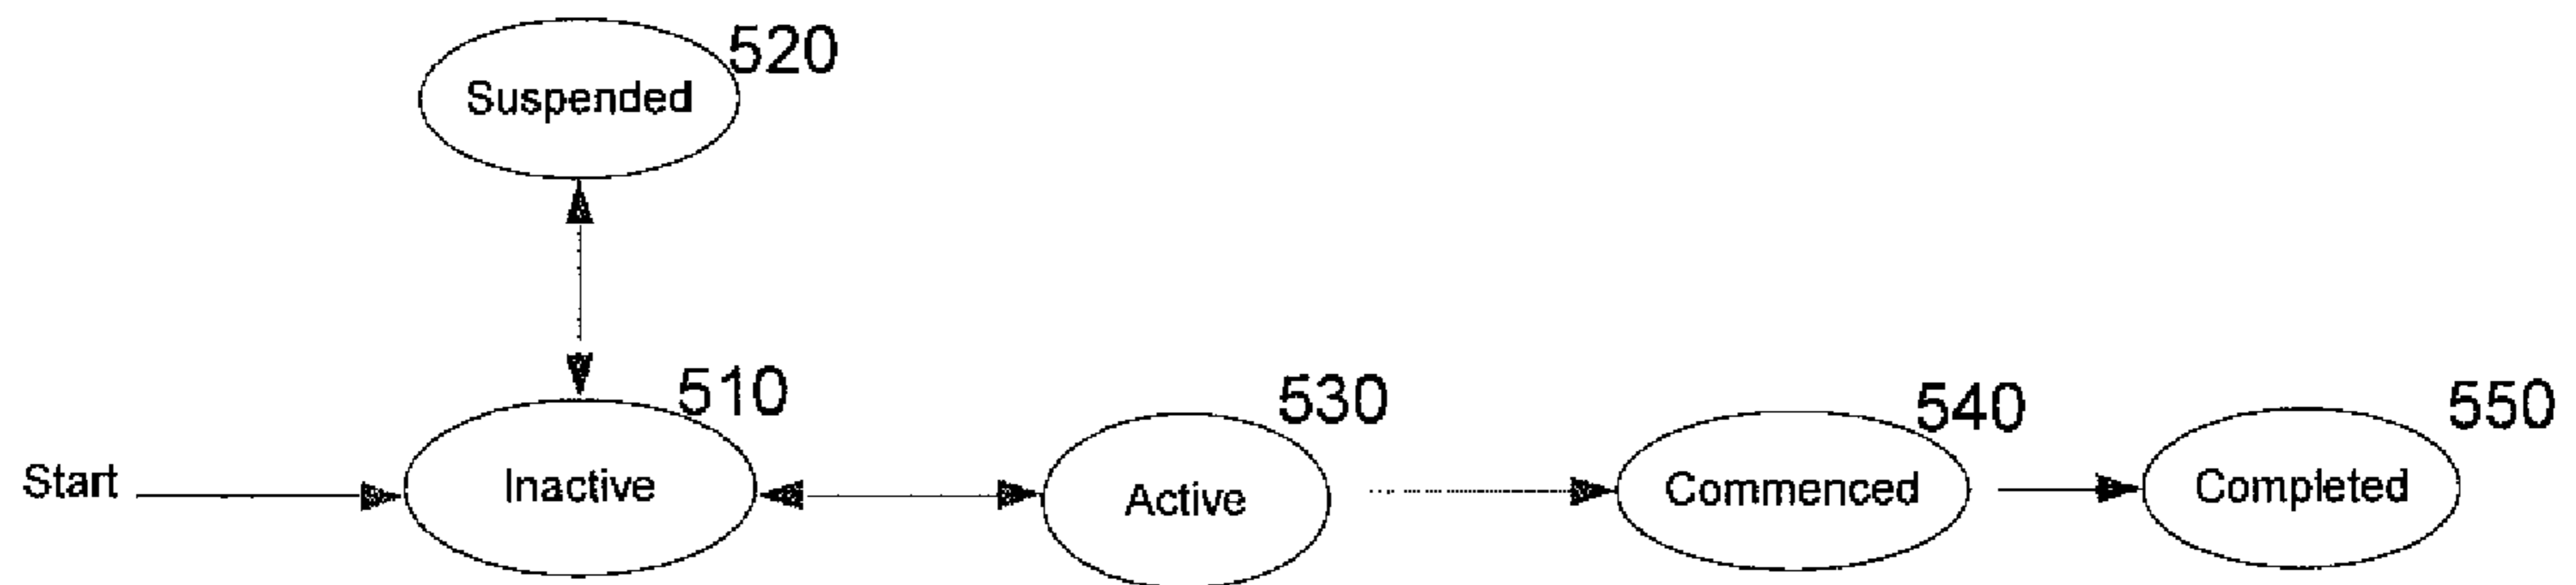 520
Suspended
510
530
540
550
Start
Inactive
Active
Commenced
Completed